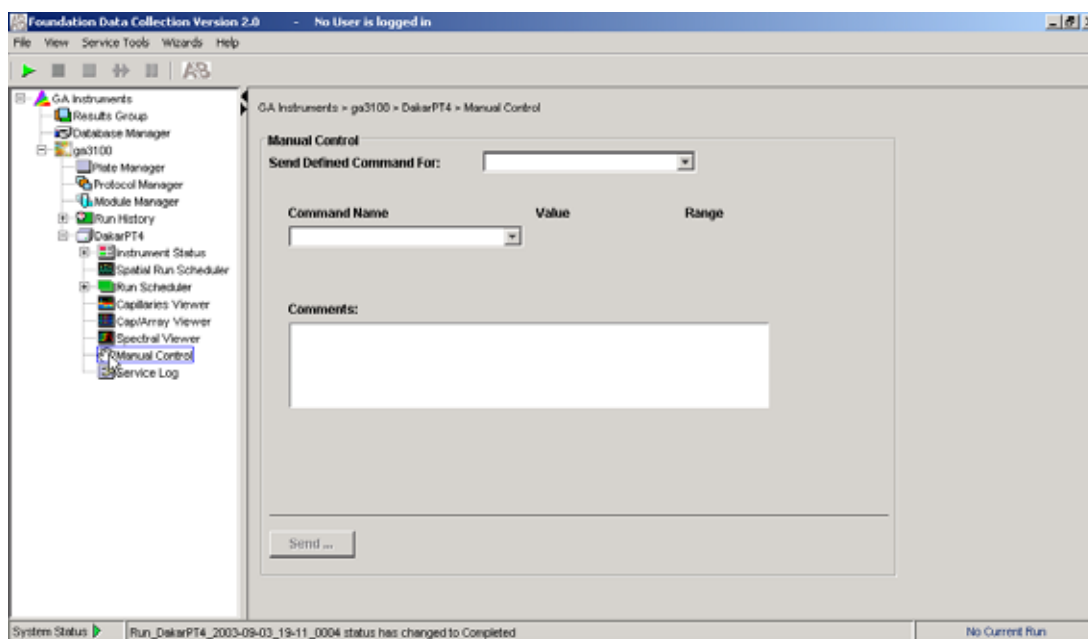 Foundation Data Collection Version 2.0 - No User is logged in
File View Service Tools Wizards Help
AB
GA Instruments
Results Group
Database Manager
ga3100
Plate Manager
Protocol Manager
Module Manager
Run History
DakarPT4
Instrument Status
Spatial Run Scheduler
Run Scheduler
Capillaries Viewer
Cap/Array Viewer
Spectral Viewer
Manual Control
Service Log
GA Instruments > ga3100 > DakarPT4 > Manual Control
Manual Control
Send Defined Command For:
Command Name Value Range
Comments:
Send ...
System Status Run_DakarPT4_2003-09-03_19-11_0004 status has changed to Completed No Current Run